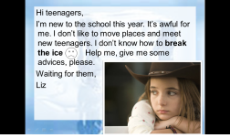 Hi teenagers,
I'm new to the school this year. It's awful for
me. I don't like to move places and meet
new teenagers. I don't know how to break
the ice Help me, give me some
advices, please.
Waiting for them,
Liz